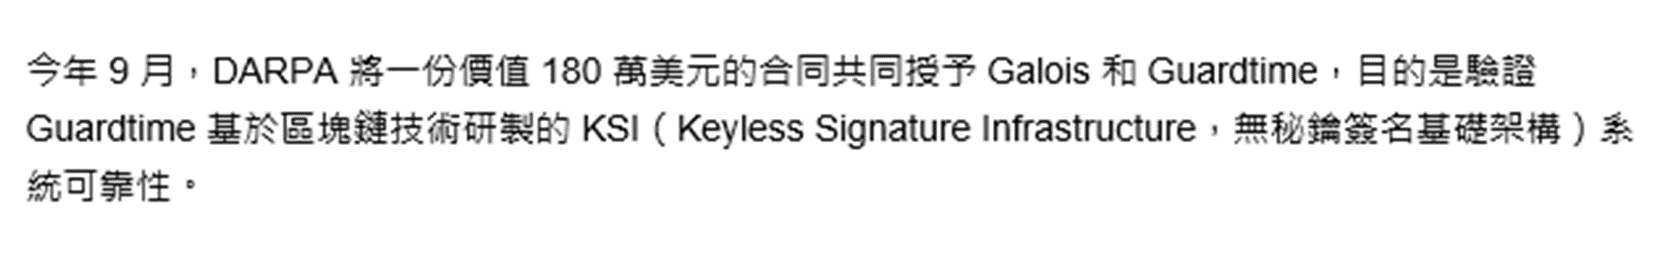 今年 9 月，DARPA 將一份價值 180 萬美元的合同共同授予 Galois 和 Guardtime，目的是驗證
Guardtime 基於區塊鏈技術研製的 KSI（Keyless Signature Infrastructure，無秘鑰簽名基礎架構）系
統可靠性。